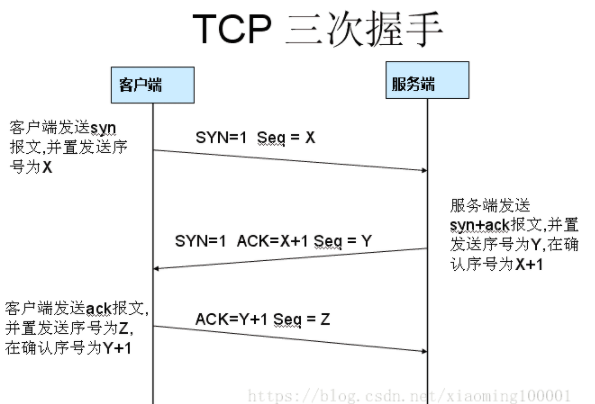 TCP 三次握手
客户端
服务端
客户端发送syn
报文,并置发送序
号为X
SYN=1 Seq = X
服务端发送
syn+ack报文,并置
发送序号为Y,在确
认序号为X+1
SYN=1 ACK=X+1 Seq = Y
客户端发送ack报文,
并置发送序号为Z,
在确认序号为Y+1
ACK=Y+1 Seq = Z
https://blog.csdn.net/xiaoming100001